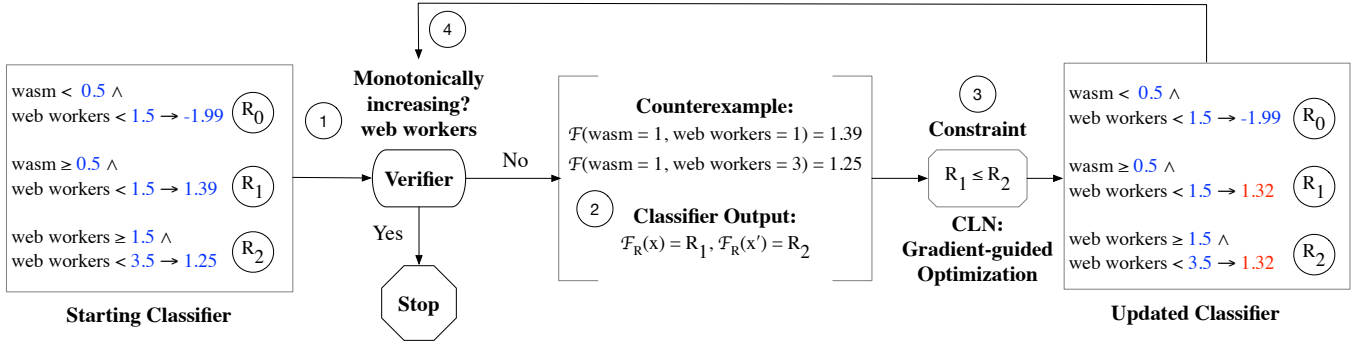 wasm < 0.5 ∧
web workers < 1.5 → -1.99
R0
wasm ≥ 0.5 ∧
web workers < 1.5 → 1.39
R1
web workers ≥ 1.5 ∧
web workers < 3.5 → 1.25
R2
Starting Classifier
1
4
Monotonically
increasing?
web workers
Verifier
No
Yes
Stop
Counterexample:
ℱ(wasm = 1, web workers = 1) = 1.39
ℱ(wasm = 1, web workers = 3) = 1.25
2
Classifier Output:
ℱR(x) = R1, ℱR(x′) = R2
3
Constraint
R1 ≤ R2
CLN:
Gradient-guided
Optimization
wasm < 0.5 ∧
web workers < 1.5 → -1.99
R0
wasm ≥ 0.5 ∧
web workers < 1.5 → 1.32
R1
web workers ≥ 1.5 ∧
web workers < 3.5 → 1.32
R2
Updated Classifier